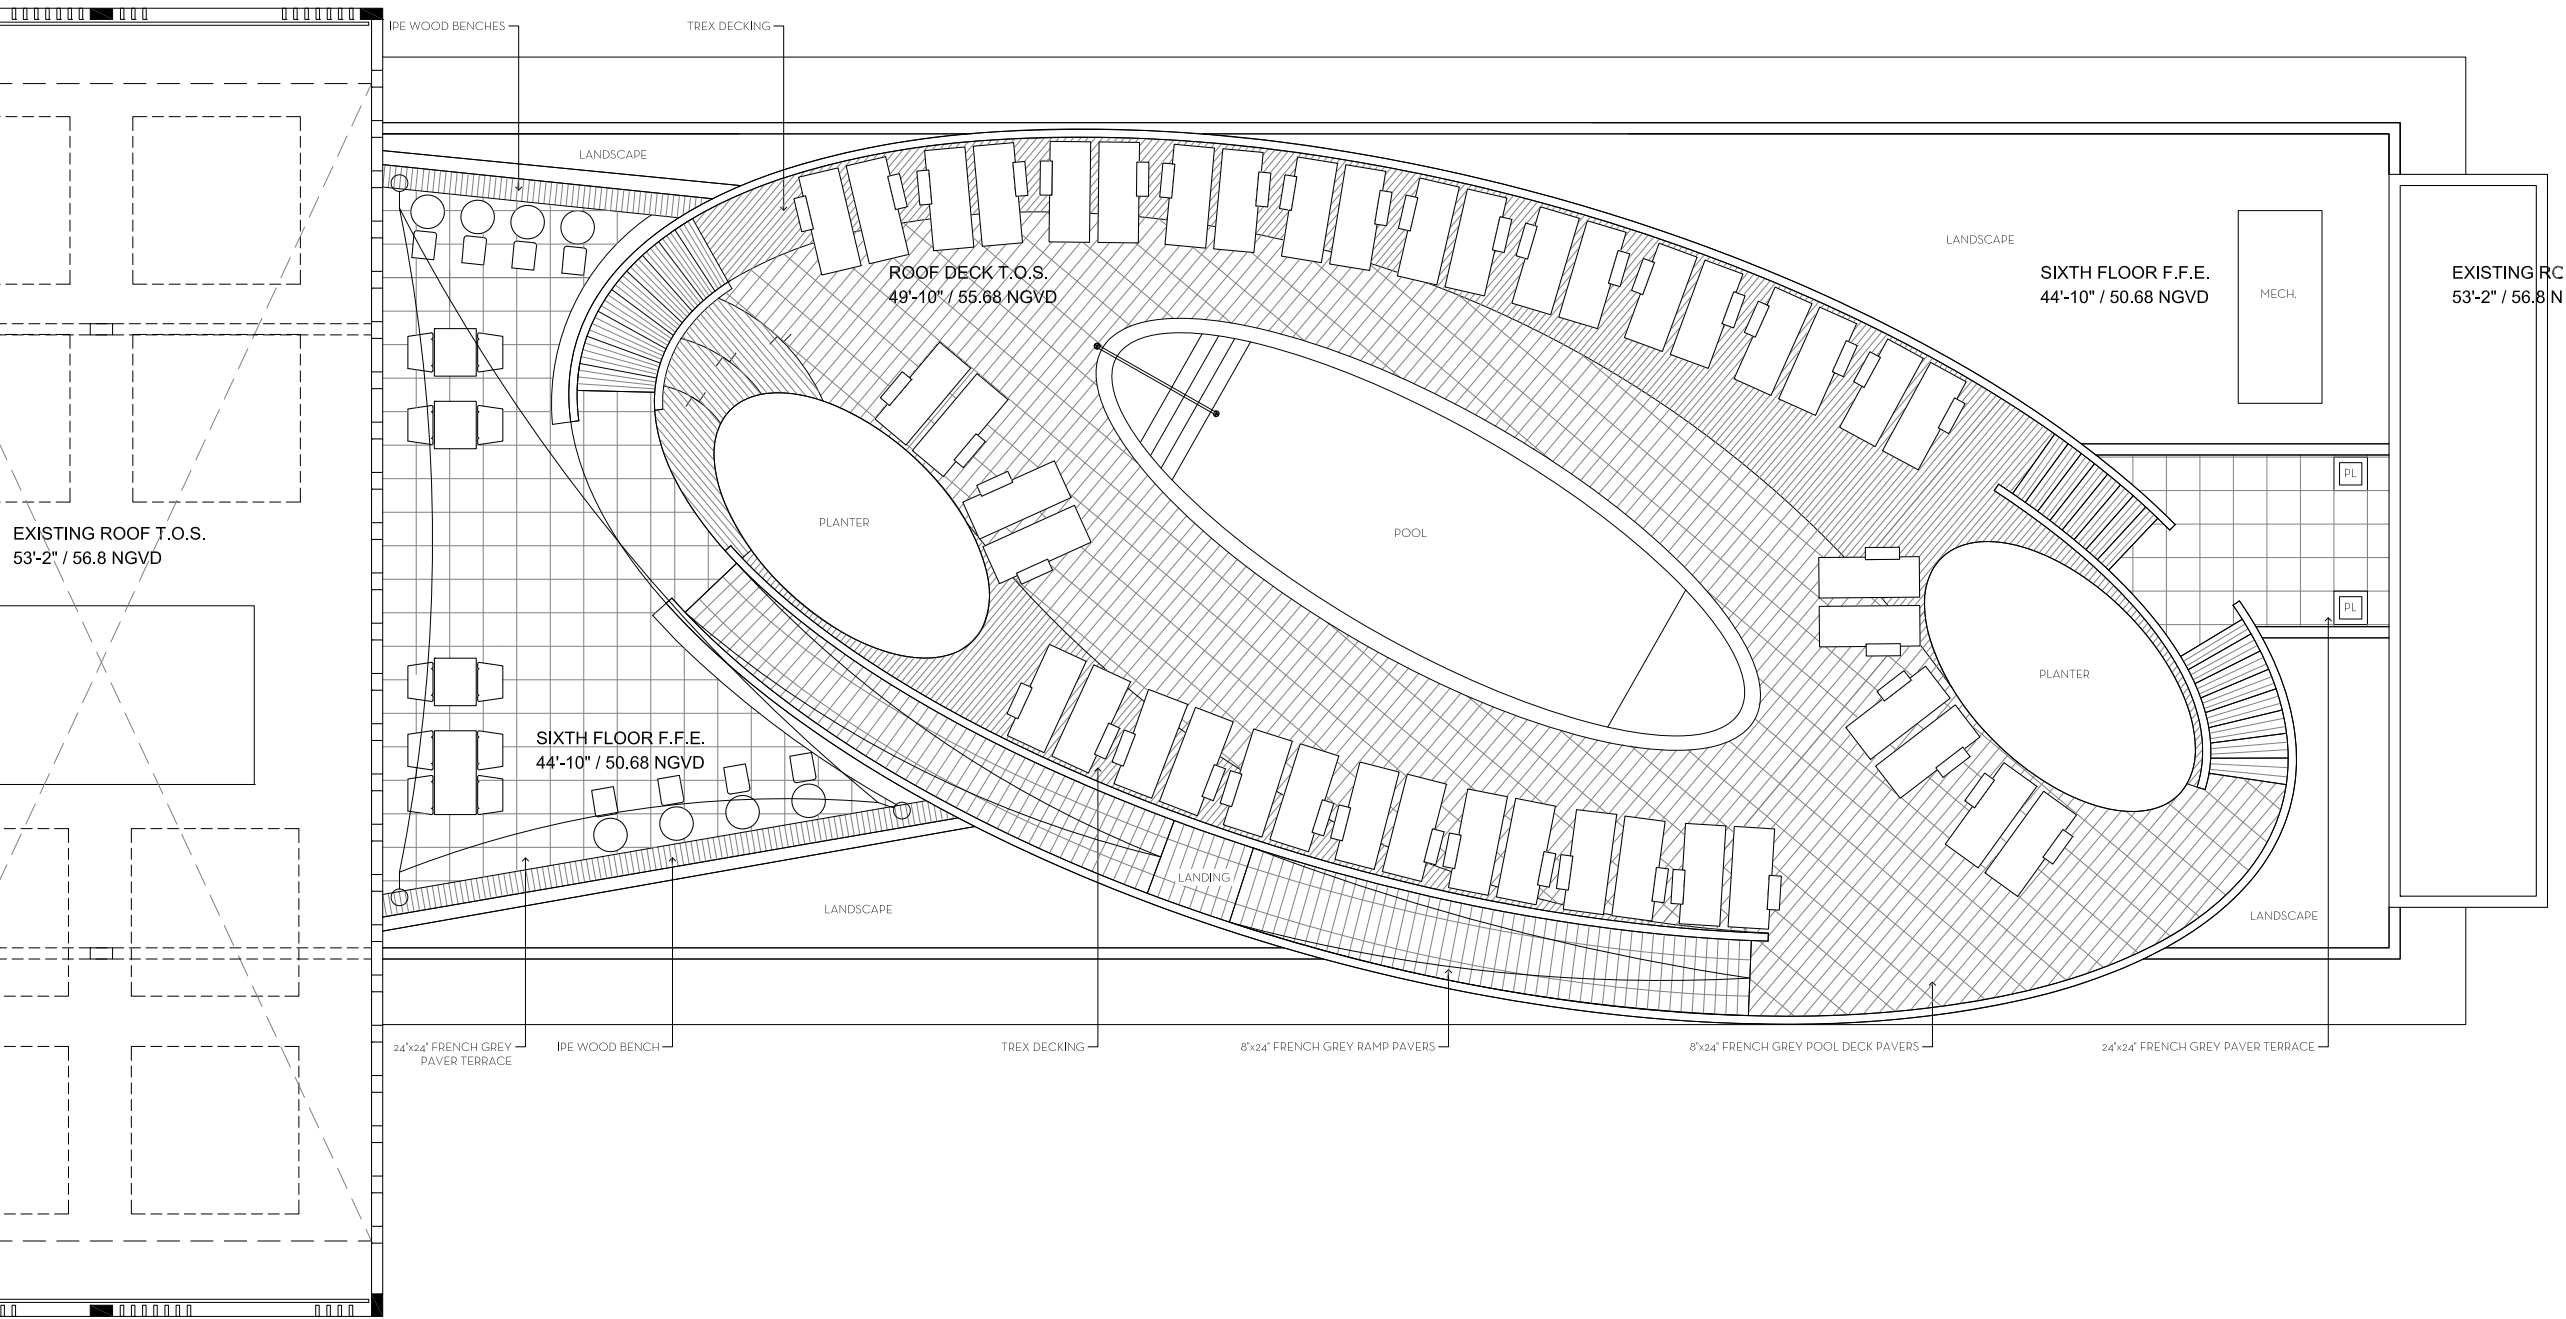 IPE WOOD BENCHES
TREX DECKING
LANDSCAPE
LANDSCAPE
ROOF DECK T.O.S.
49'-10" / 55.68 NGVD
SIXTH FLOOR F.F.E.
44'-10" / 50.68 NGVD
MECH.
EXISTING RO
53'-2" / 56.8 N
PL
PLANTER
POOL
EXISTING ROOF T.O.S.
53'-2" / 56.8 NGVD
PL
PLANTER
SIXTH FLOOR F.F.E.
44'-10" / 50.68 NGVD
LANDING
LANDSCAPE
LANDSCAPE
24"x24" FRENCH GREY
PAVER TERRACE
IPE WOOD BENCH
TREX DECKING
8"x24" FRENCH GREY RAMP PAVERS
8"x24" FRENCH GREY POOL DECK PAVERS
24"x24" FRENCH GREY PAVER TERRACE